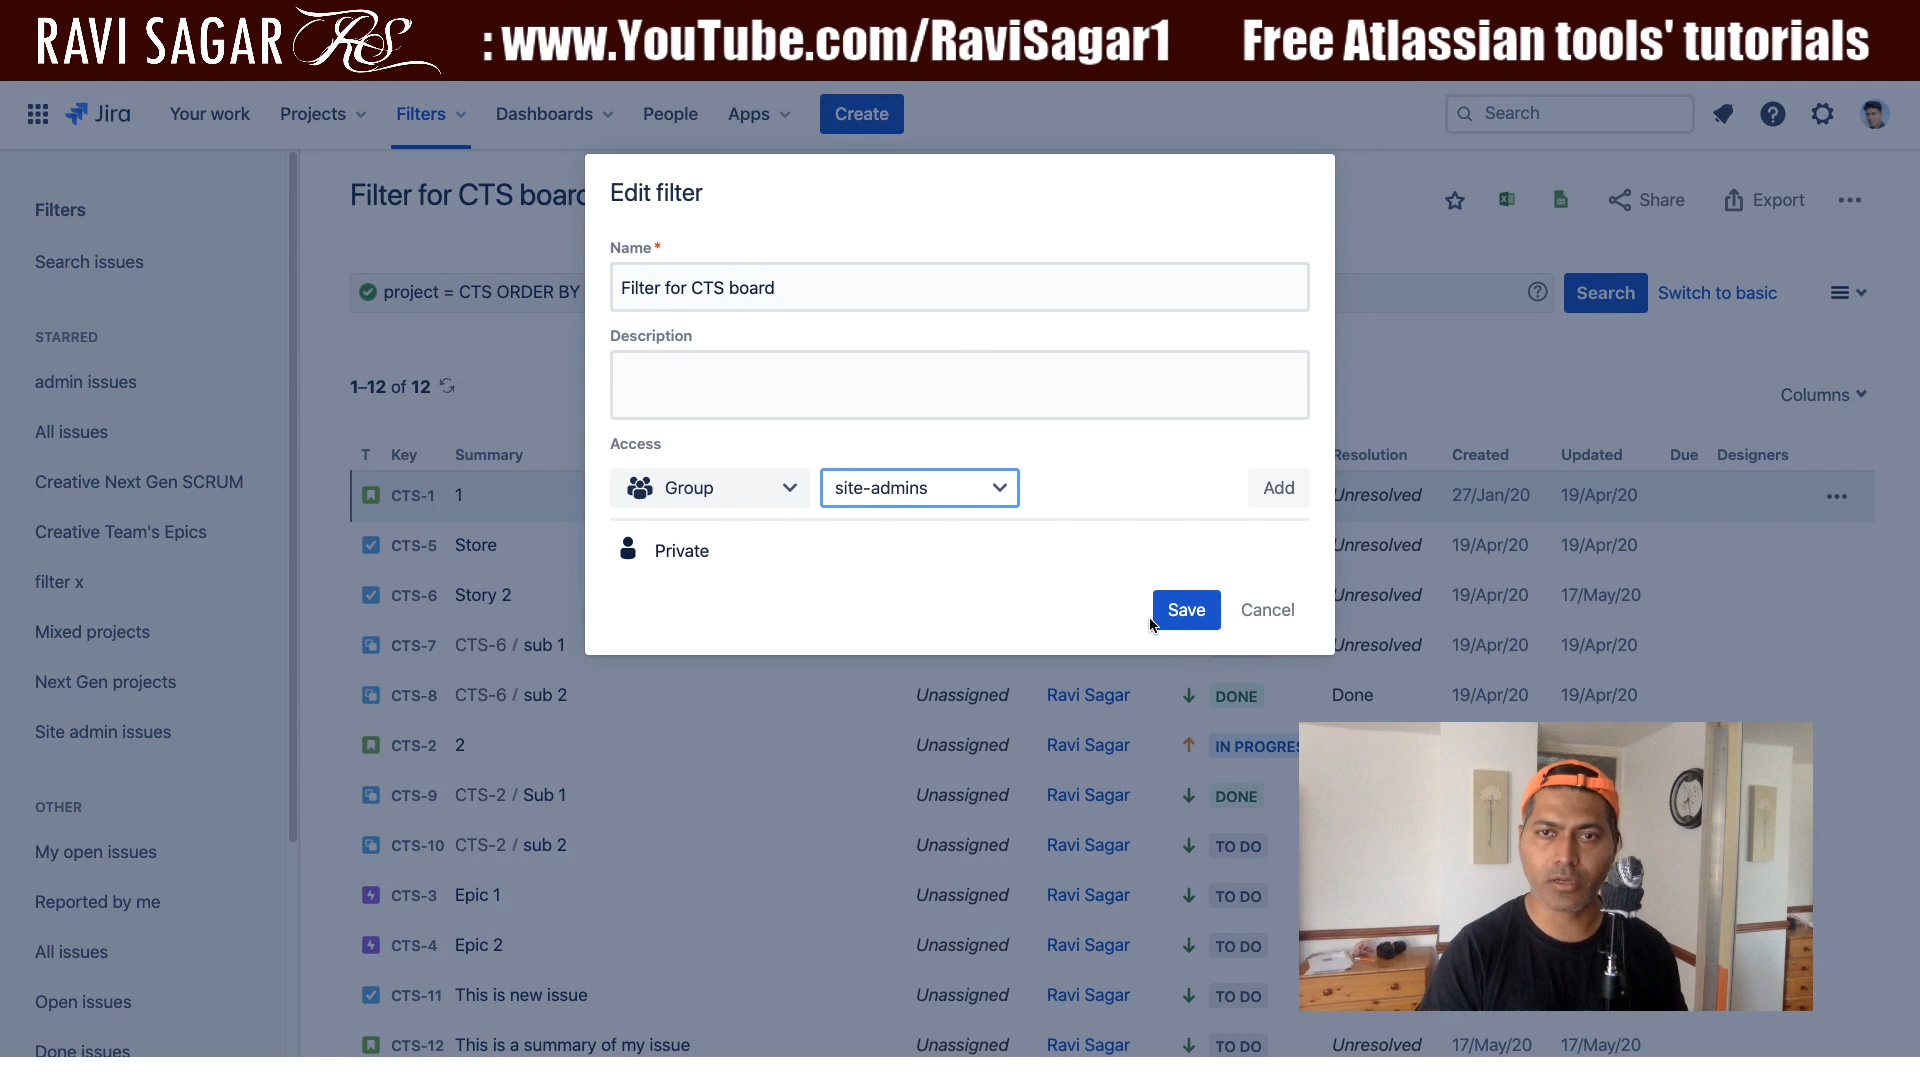 RAVI SAGAR RS : www.YouTube.com/RaviSagar1 Free Atlassian tools' tutorials
Jira Your work Projects Filters Dashboards People Apps Create Search
Filters
Search issues
STARRED
admin issues
All issues
Creative Next Gen SCRUM
Creative Team's Epics
filter x
Mixed projects
Next Gen projects
Site admin issues
OTHER
My open issues
Reported by me
All issues
Open issues
Done issues
Filter for CTS board
Share Export
project = CTS ORDER BY
Search Switch to basic
1–12 of 12
Columns
T Key Summary Resolution Created Updated Due Designers
CTS-1 1 Unresolved 27/Jan/20 19/Apr/20
CTS-5 Store Unresolved 19/Apr/20 19/Apr/20
CTS-6 Story 2 Unresolved 19/Apr/20 17/May/20
CTS-7 CTS-6 / sub 1 Unresolved 19/Apr/20 19/Apr/20
CTS-8 CTS-6 / sub 2 Unassigned Ravi Sagar DONE Done 19/Apr/20 19/Apr/20
CTS-2 2 Unassigned Ravi Sagar IN PROGRES
CTS-9 CTS-2 / Sub 1 Unassigned Ravi Sagar DONE
CTS-10 CTS-2 / sub 2 Unassigned Ravi Sagar TO DO
CTS-3 Epic 1 Unassigned Ravi Sagar TO DO
CTS-4 Epic 2 Unassigned Ravi Sagar TO DO
CTS-11 This is new issue Unassigned Ravi Sagar TO DO
CTS-12 This is a summary of my issue Unassigned Ravi Sagar TO DO Unresolved 17/May/20 17/May/20
Edit filter
Name *
Filter for CTS board
Description
Access
Group site-admins Add
Private
Save Cancel